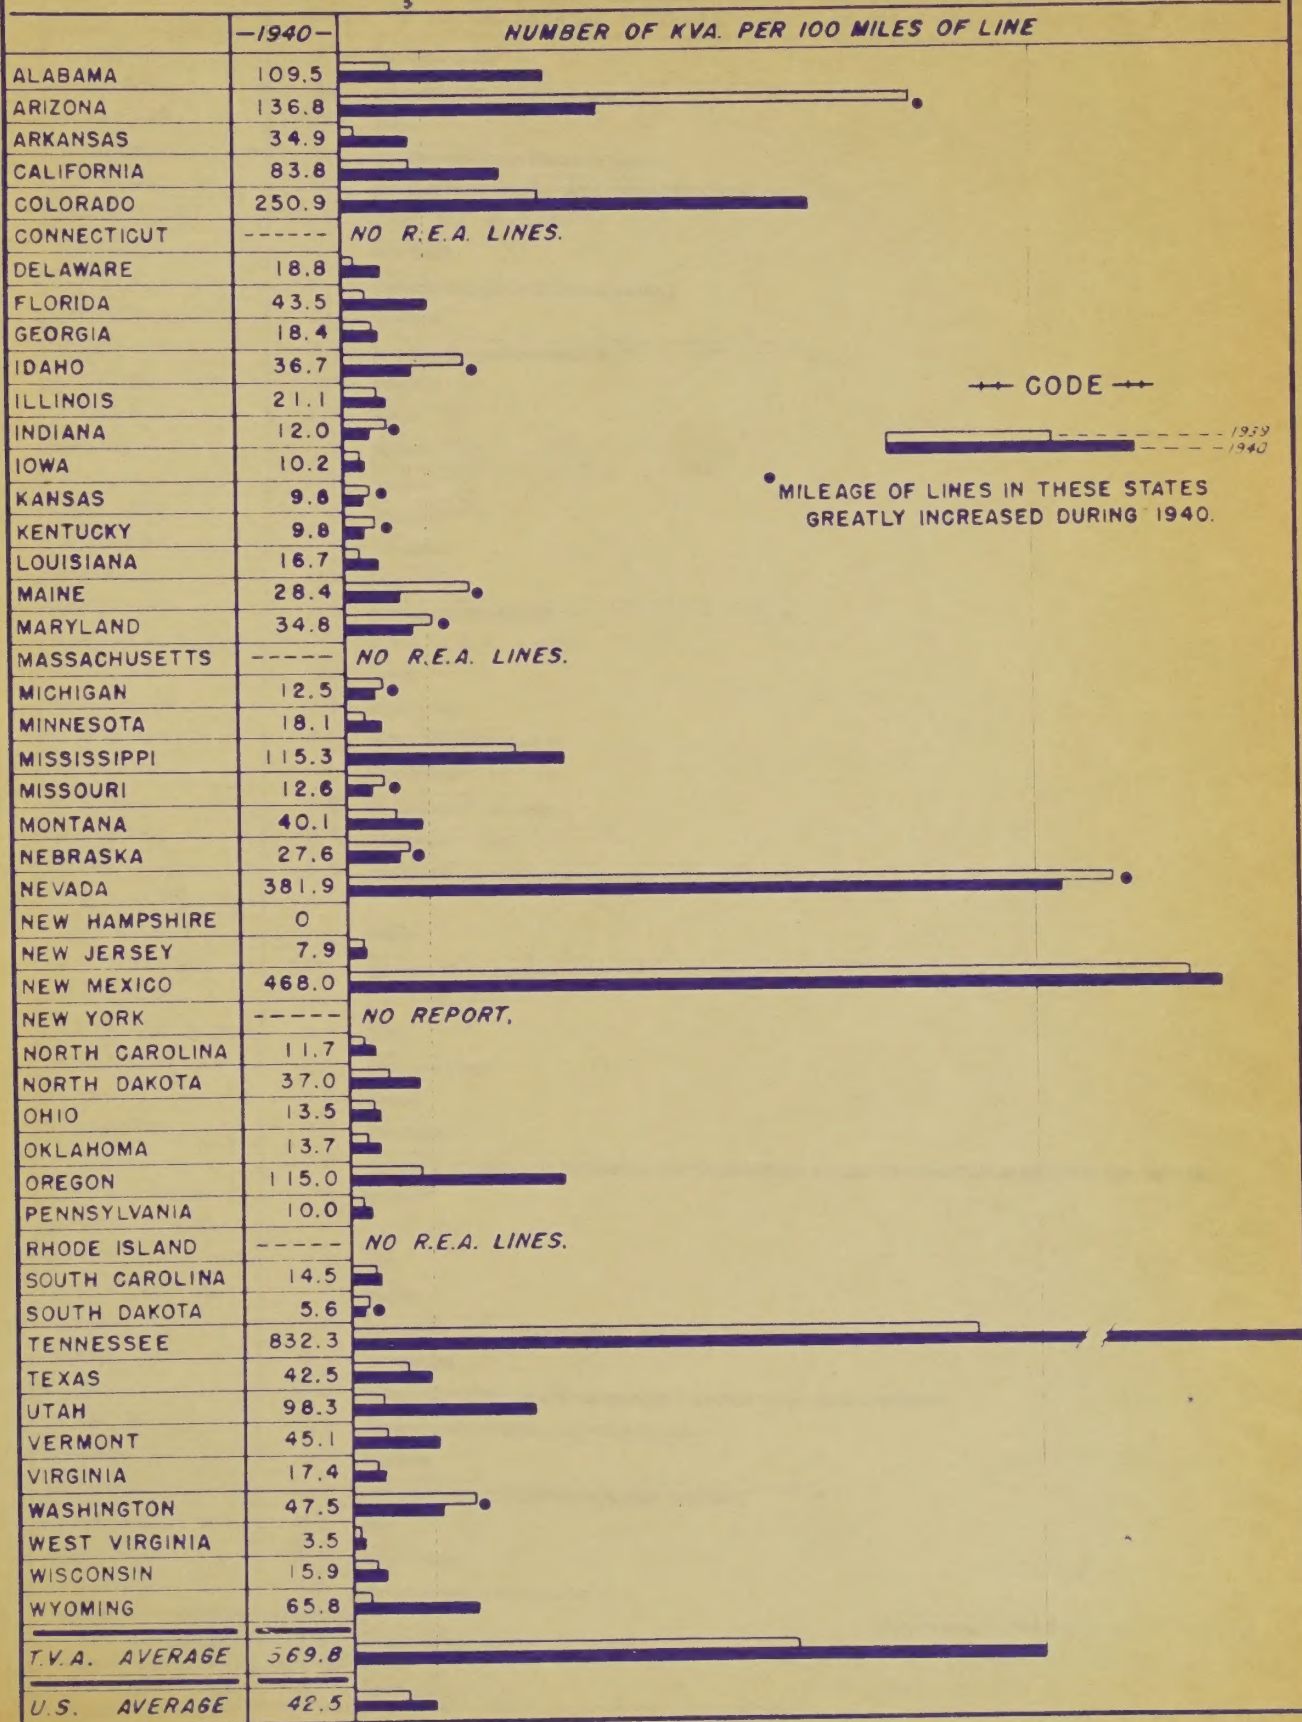 -1940- NUMBER OF KVA. PER 100 MILES OF LINE
ALABAMA 109.5
ARIZONA 136.8
ARKANSAS 34.9
CALIFORNIA 83.8
COLORADO 250.9
CONNECTICUT ------ NO R.E.A. LINES.
DELAWARE 18.8
FLORIDA 43.5
GEORGIA 18.4
IDAHO 36.7
ILLINOIS 21.1
INDIANA 12.0
IOWA 10.2
KANSAS 9.8
KENTUCKY 9.8
LOUISIANA 16.7
MAINE 28.4
MARYLAND 34.8
MASSACHUSETTS ----- NO R.E.A. LINES.
MICHIGAN 12.5
MINNESOTA 18.1
MISSISSIPPI 115.3
MISSOURI 12.6
MONTANA 40.1
NEBRASKA 27.6
NEVADA 381.9
NEW HAMPSHIRE 0
NEW JERSEY 7.9
NEW MEXICO 468.0
NEW YORK ----- NO REPORT.
NORTH CAROLINA 11.7
NORTH DAKOTA 37.0
OHIO 13.5
OKLAHOMA 13.7
OREGON 115.0
PENNSYLVANIA 10.0
RHODE ISLAND ----- NO R.E.A. LINES.
SOUTH CAROLINA 14.5
SOUTH DAKOTA 5.6
TENNESSEE 832.3
TEXAS 42.5
UTAH 98.3
VERMONT 45.1
VIRGINIA 17.4
WASHINGTON 47.5
WEST VIRGINIA 3.5
WISCONSIN 15.9
WYOMING 65.8
T.V.A. AVERAGE 369.8
U.S. AVERAGE 42.5
CODE
1939
1940
•MILEAGE OF LINES IN THESE STATES
GREATLY INCREASED DURING 1940.